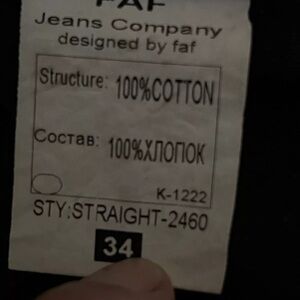 FAF
Jeans Company
designed by faf
Structure: 100%COTTON
Состав: 100%ХЛОПОК
K-1222
STY:STRAIGHT-2460
34